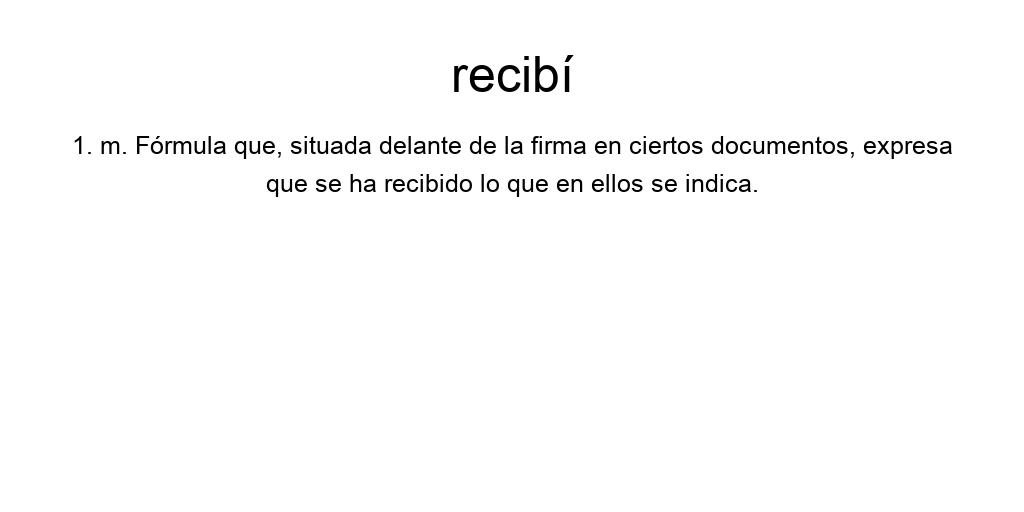 recibí
1. m. Fórmula que, situada delante de la firma en ciertos documentos, expresa
que se ha recibido lo que en ellos se indica.